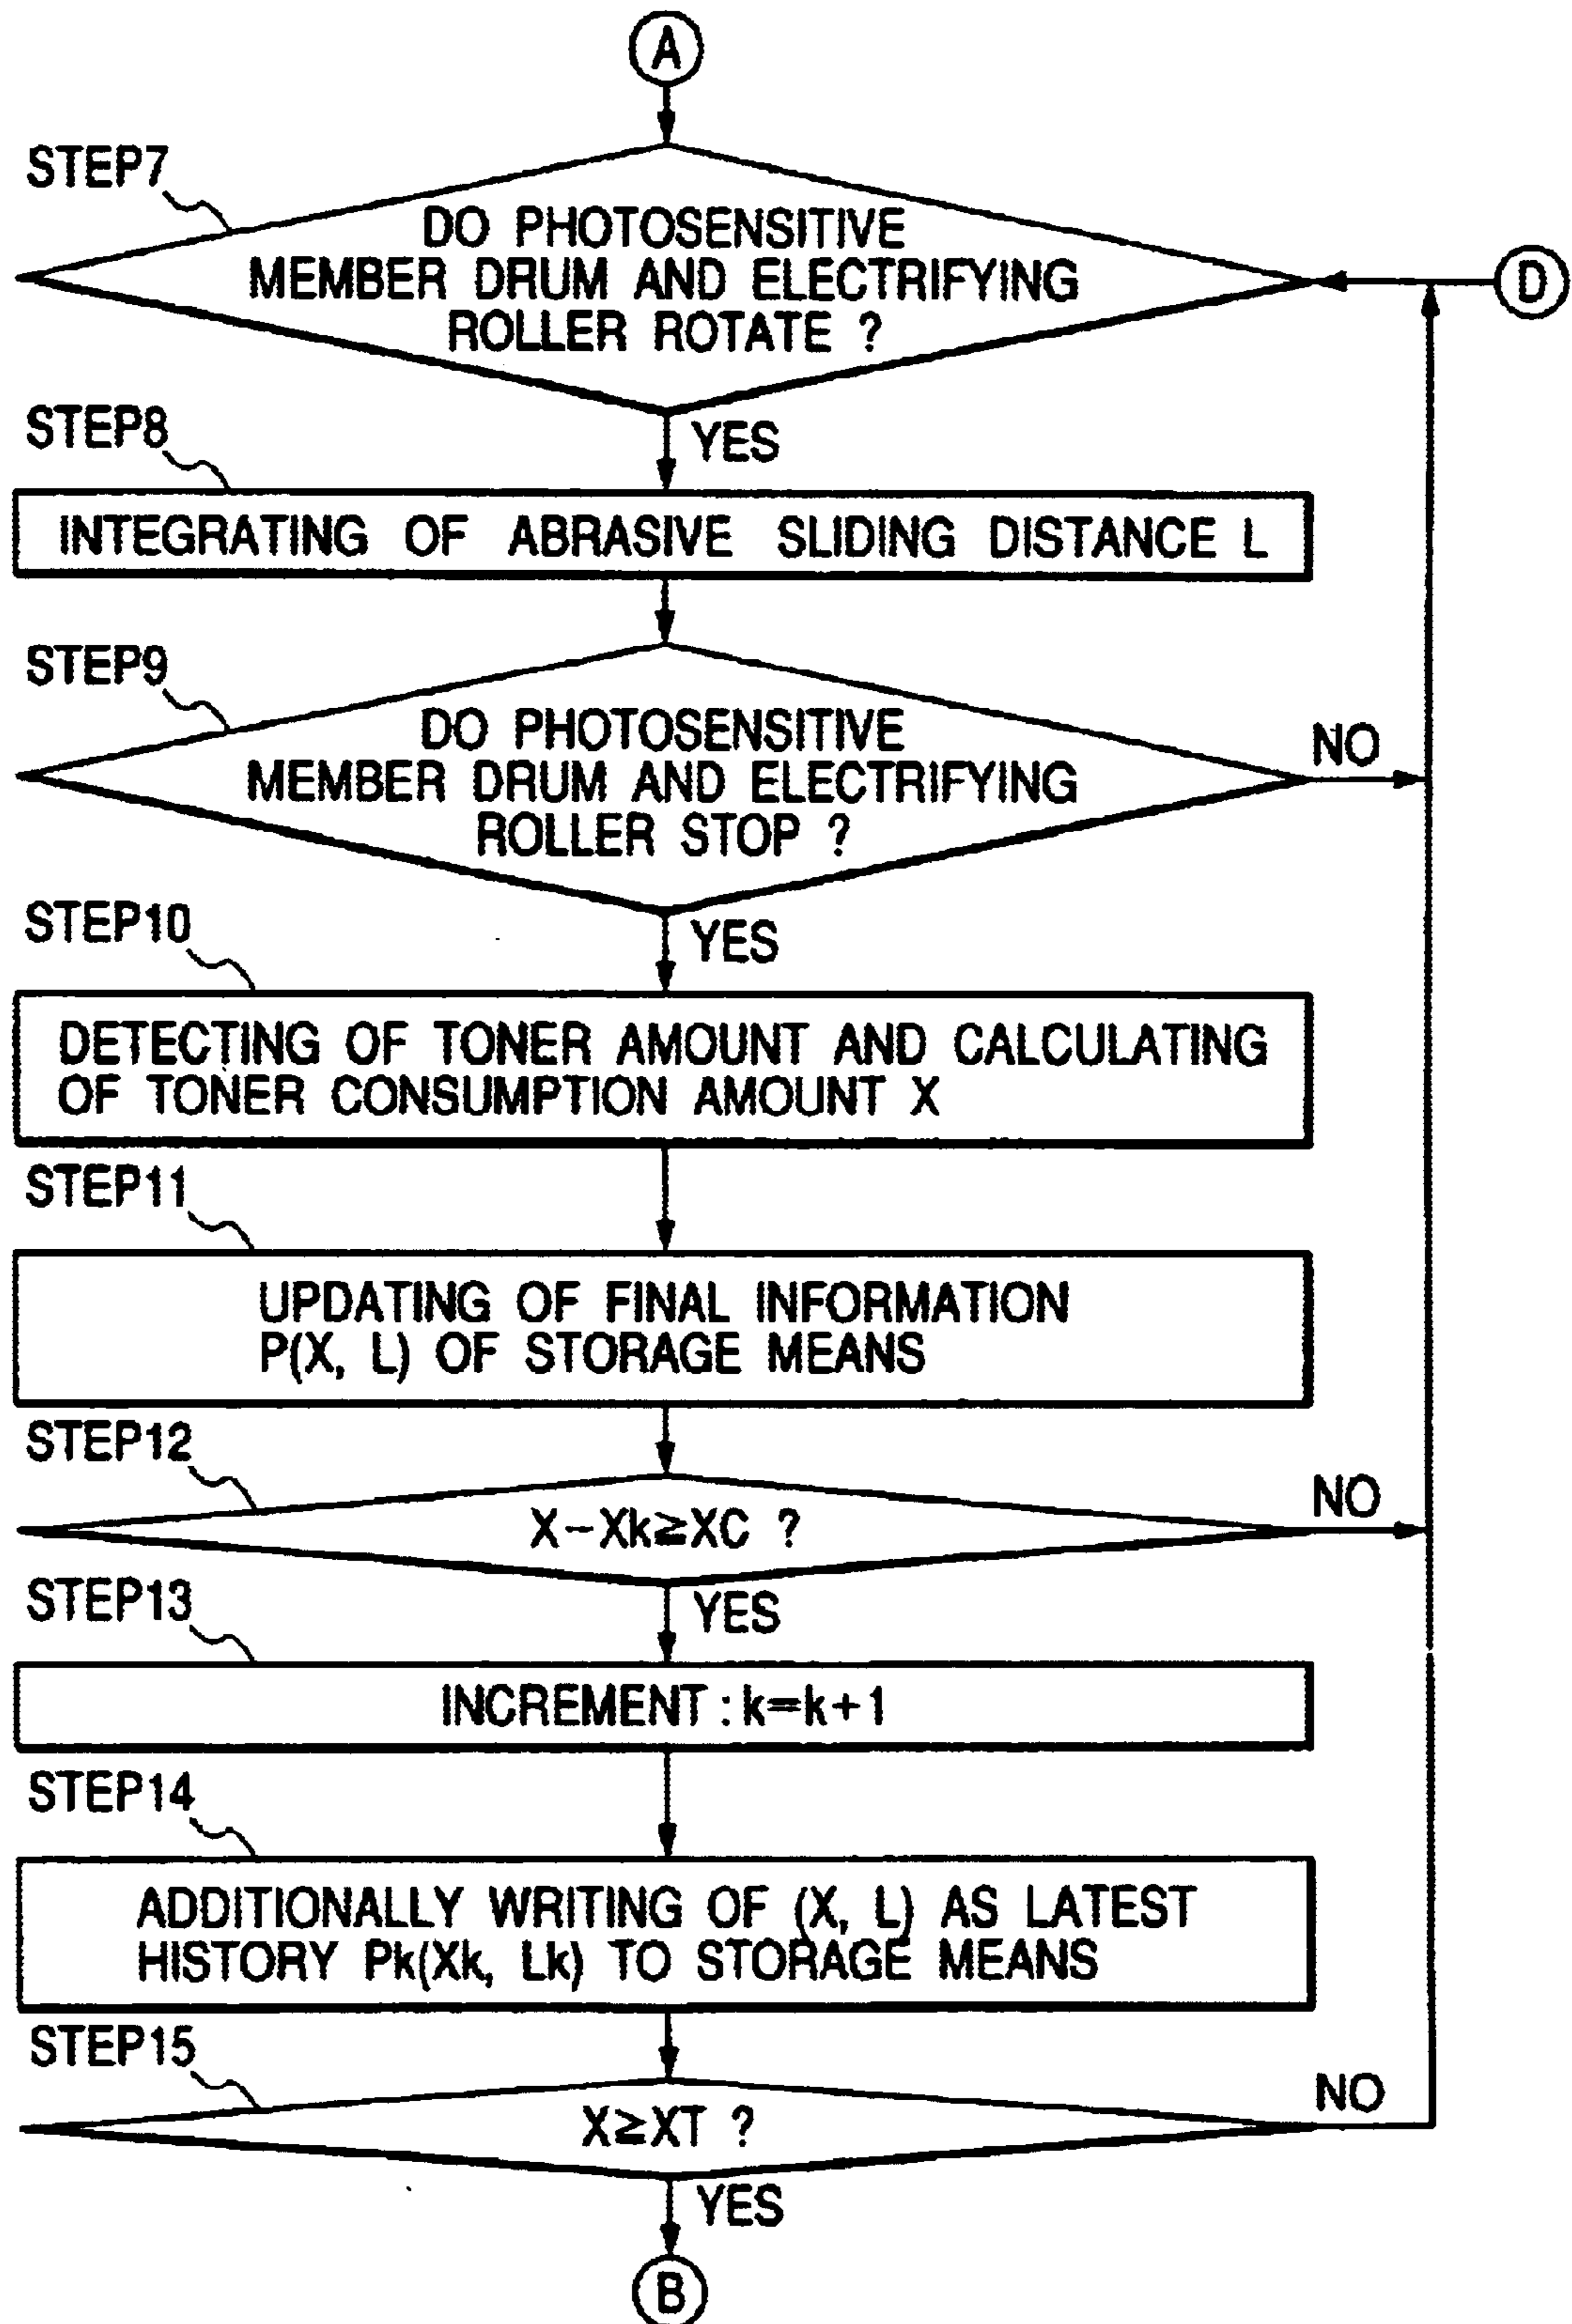 A
STEP7
DO PHOTOSENSITIVE
MEMBER DRUM AND ELECTRIFYING
ROLLER ROTATE ?
D
YES
STEP8
INTEGRATING OF ABRASIVE SLIDING DISTANCE L
STEP9
DO PHOTOSENSITIVE
MEMBER DRUM AND ELECTRIFYING
ROLLER STOP ?
NO
YES
STEP10
DETECTING OF TONER AMOUNT AND CALCULATING
OF TONER CONSUMPTION AMOUNT X
STEP11
UPDATING OF FINAL INFORMATION
P(X, L) OF STORAGE MEANS
STEP12
X-Xk≧XC ?
NO
YES
STEP13
INCREMENT : k=k+1
STEP14
ADDITIONALLY WRITING OF (X, L) AS LATEST
HISTORY Pk(Xk, Lk) TO STORAGE MEANS
STEP15
X≧XT ?
NO
YES
B